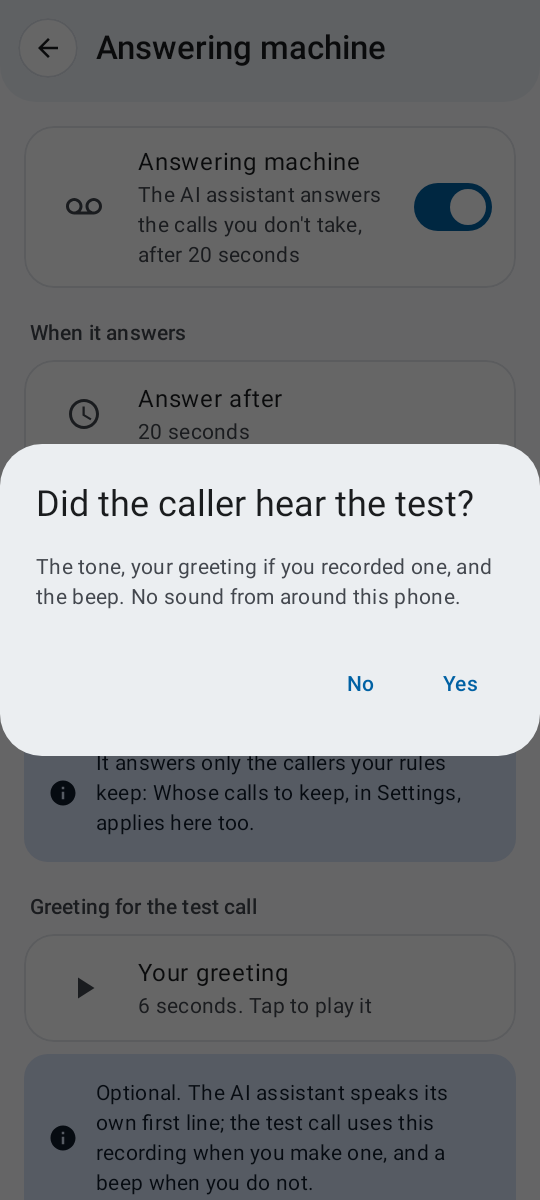 Answering machine
Answering machine
The AI assistant answers
the calls you don't take,
after 20 seconds
When it answers
Answer after
20 seconds
Did the caller hear the test?
The tone, your greeting if you recorded one, and
the beep. No sound from around this phone.
No
Yes
It answers only the callers your rules
keep: Whose calls to keep, in Settings,
applies here too.
Greeting for the test call
Your greeting
6 seconds. Tap to play it
Optional. The AI assistant speaks its
own first line; the test call uses this
recording when you make one, and a
beep when you do not.